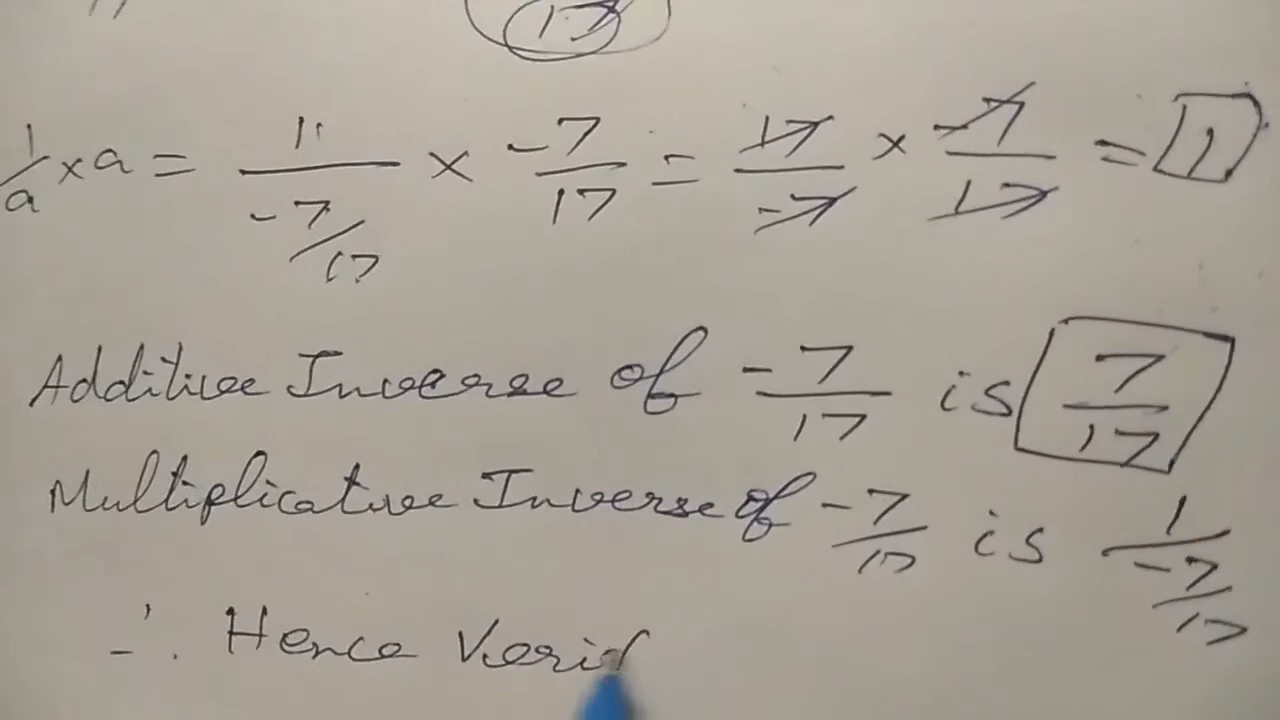 17
1/a × a = 1/(-7/17) × -7/17 = 17/-7 × -7/17 = 1
Additive Inverse of -7/17 is 7/17
Multiplicative Inverse of -7/17 is 1/(-7/17)
∴ Hence Verif